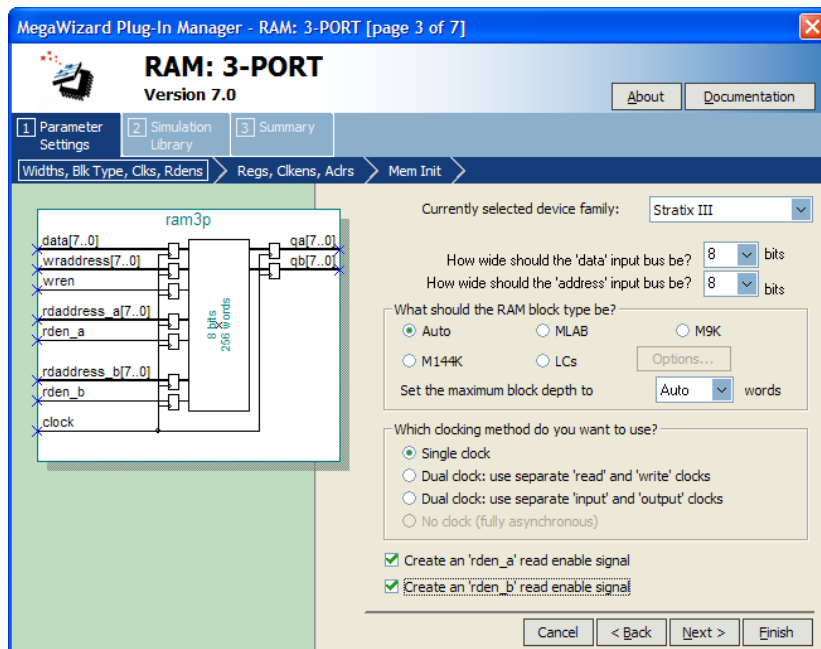 MegaWizard Plug-In Manager - RAM: 3-PORT [page 3 of 7]
RAM: 3-PORT
Version 7.0
About
Documentation
1 Parameter Settings
2 Simulation Library
3 Summary
Widths, Blk Type, Clks, Rdens
Regs, Clkens, Adrs
Mem Init
ram3p
data[7..0]
wraddress[7..0]
wren
rdaddress_a[7..0]
rden_a
rdaddress_b[7..0]
rden_b
clock
8 bits
x
256 words
qa[7..0]
qb[7..0]
Currently selected device family: Stratix III
How wide should the 'data' input bus be? 8 bits
How wide should the 'address' input bus be? 8 bits
What should the RAM block type be?
Auto MLAB M9K
M144K LCs Options...
Set the maximum block depth to Auto words
Which clocking method do you want to use?
Single clock
Dual clock: use separate 'read' and 'write' clocks
Dual clock: use separate 'input' and 'output' clocks
No clock (fully asynchronous)
Create an 'rden_a' read enable signal
Create an 'rden_b' read enable signal
Cancel < Back Next > Finish